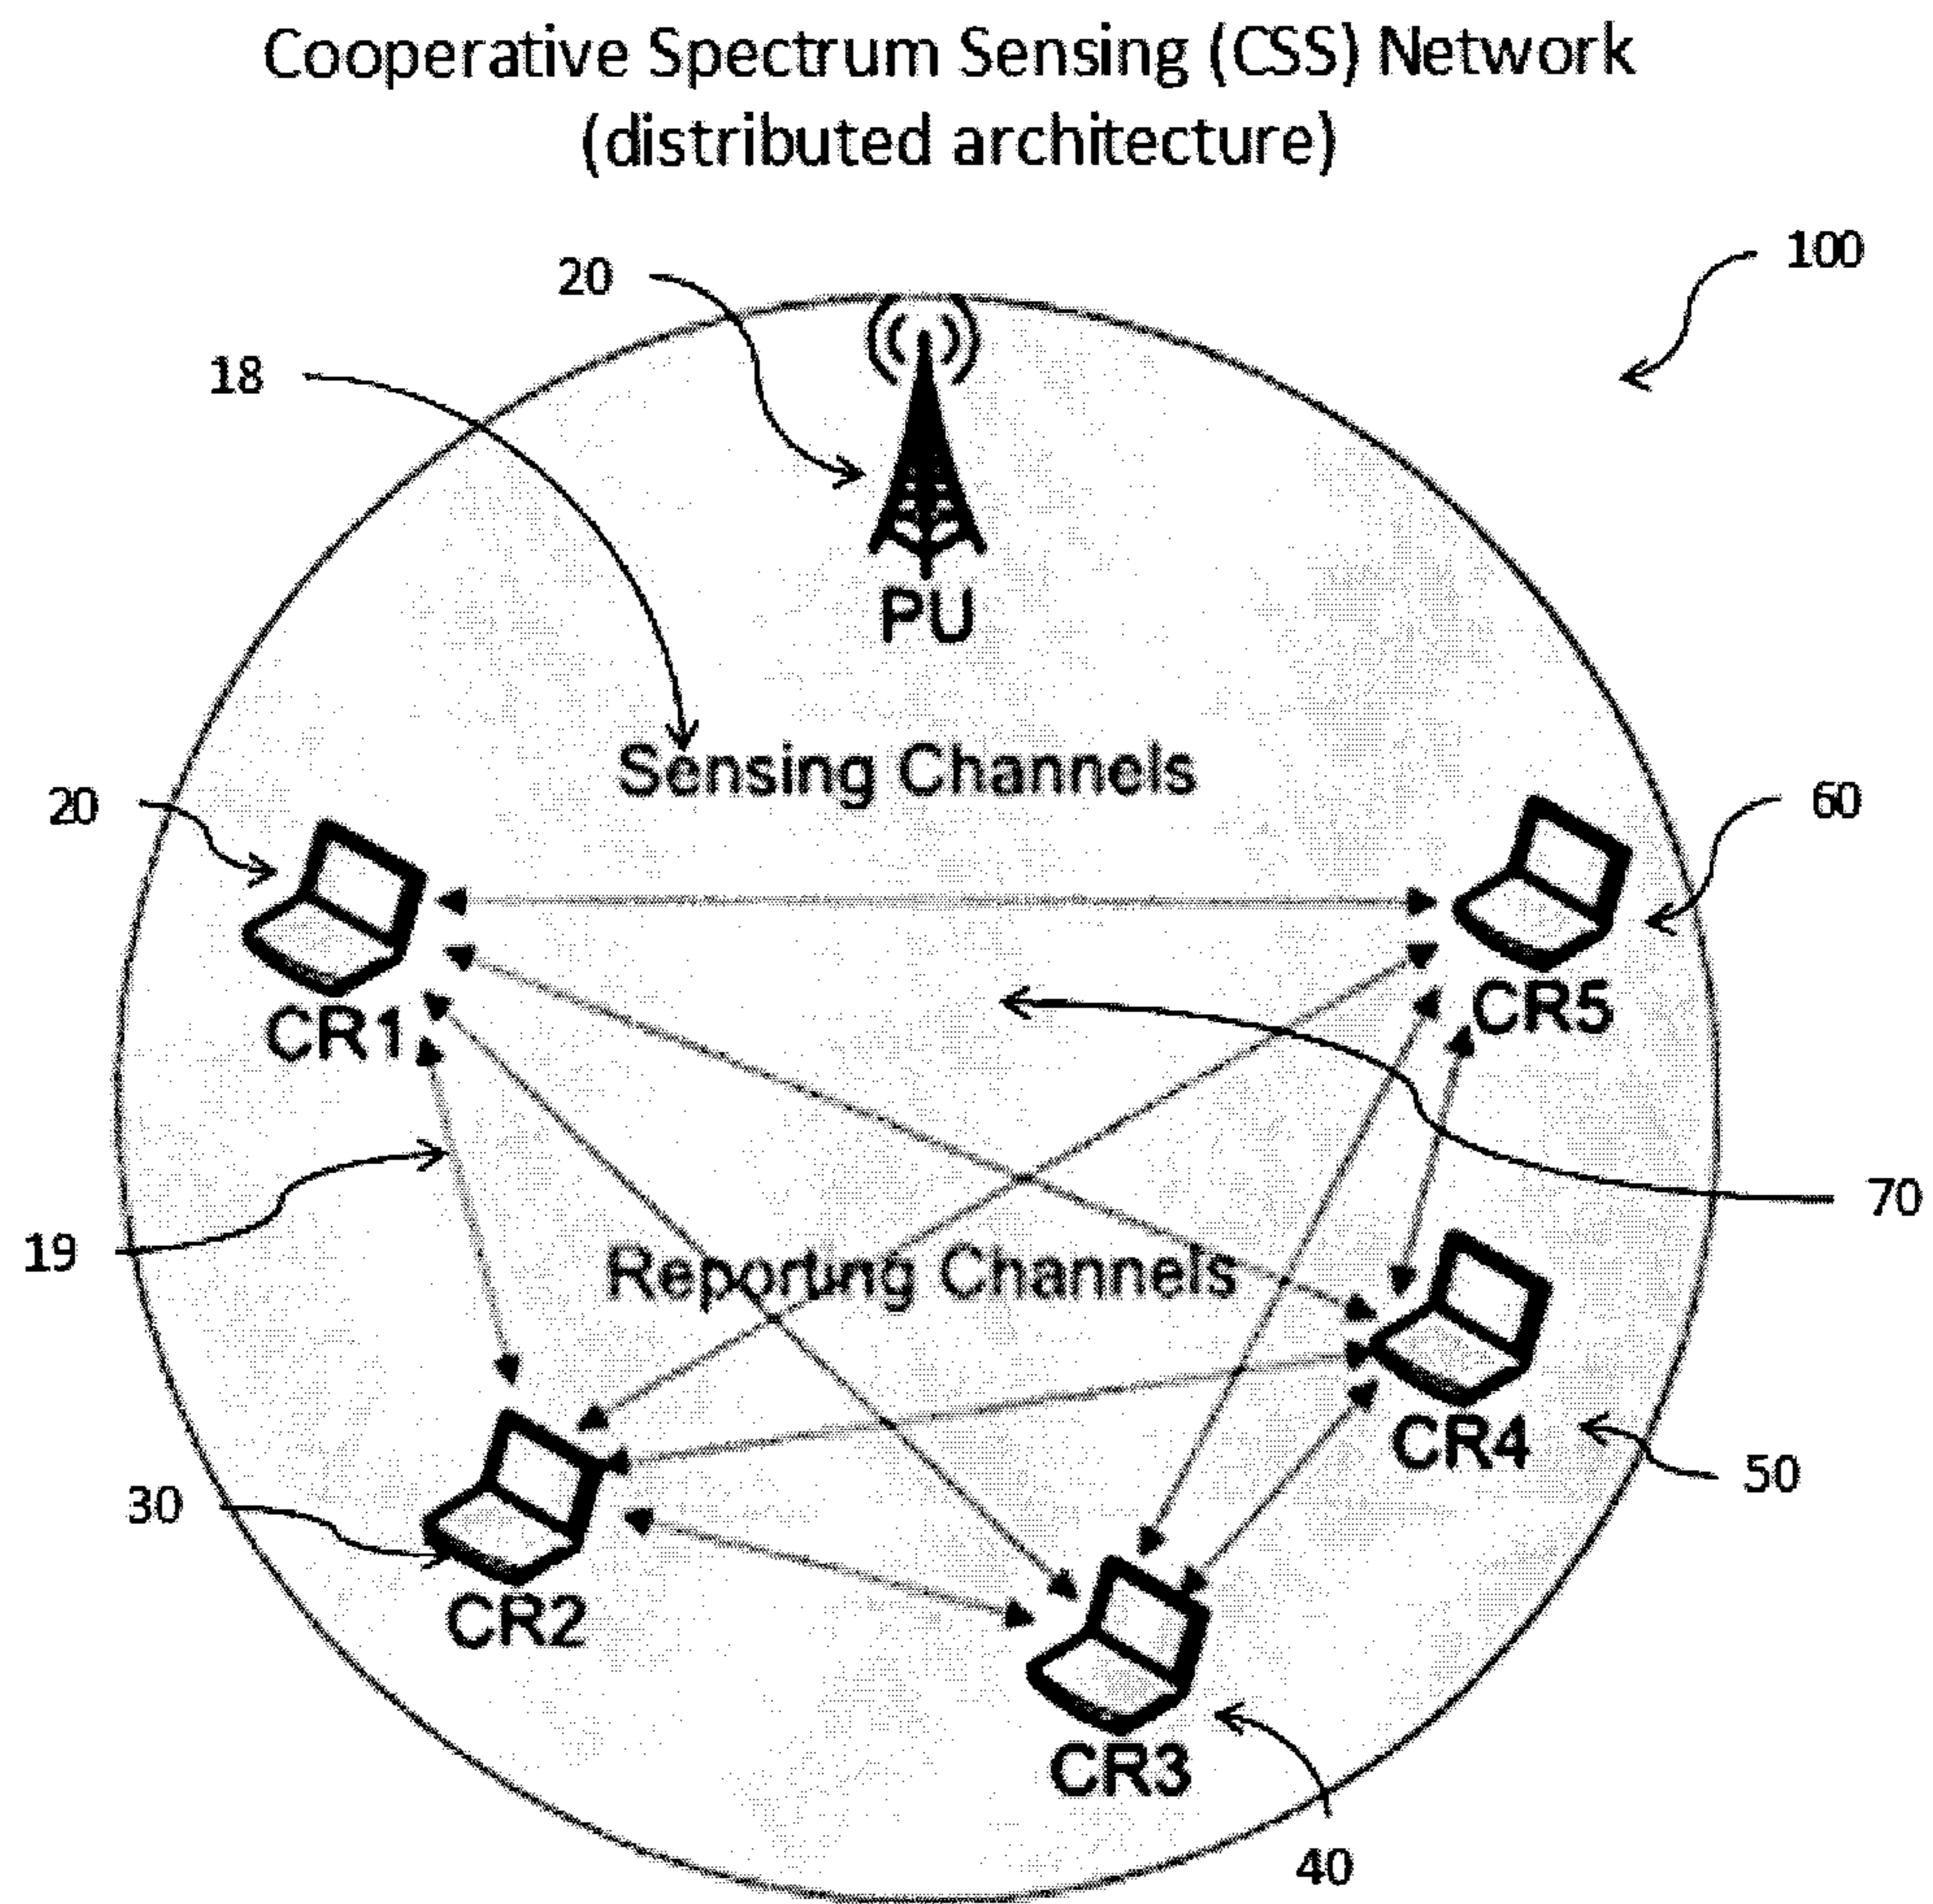 Cooperative Spectrum Sensing (CSS) Network
(distributed architecture)
100
20
18
PU
Sensing Channels
20
60
CR1
CR5
19
70
Reporting Channels
CR4
50
30
CR2
CR3
40